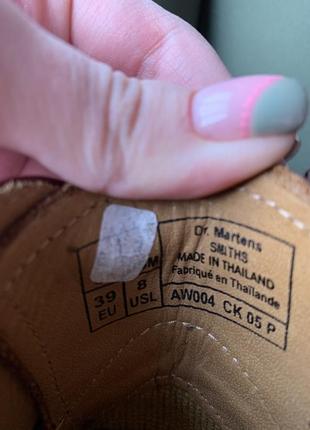 M
39 8
EU USL
Dr. Martens
SMITHS
MADE IN THAILAND
Fabriqué en Thaïlande
AW004 CK 05 P